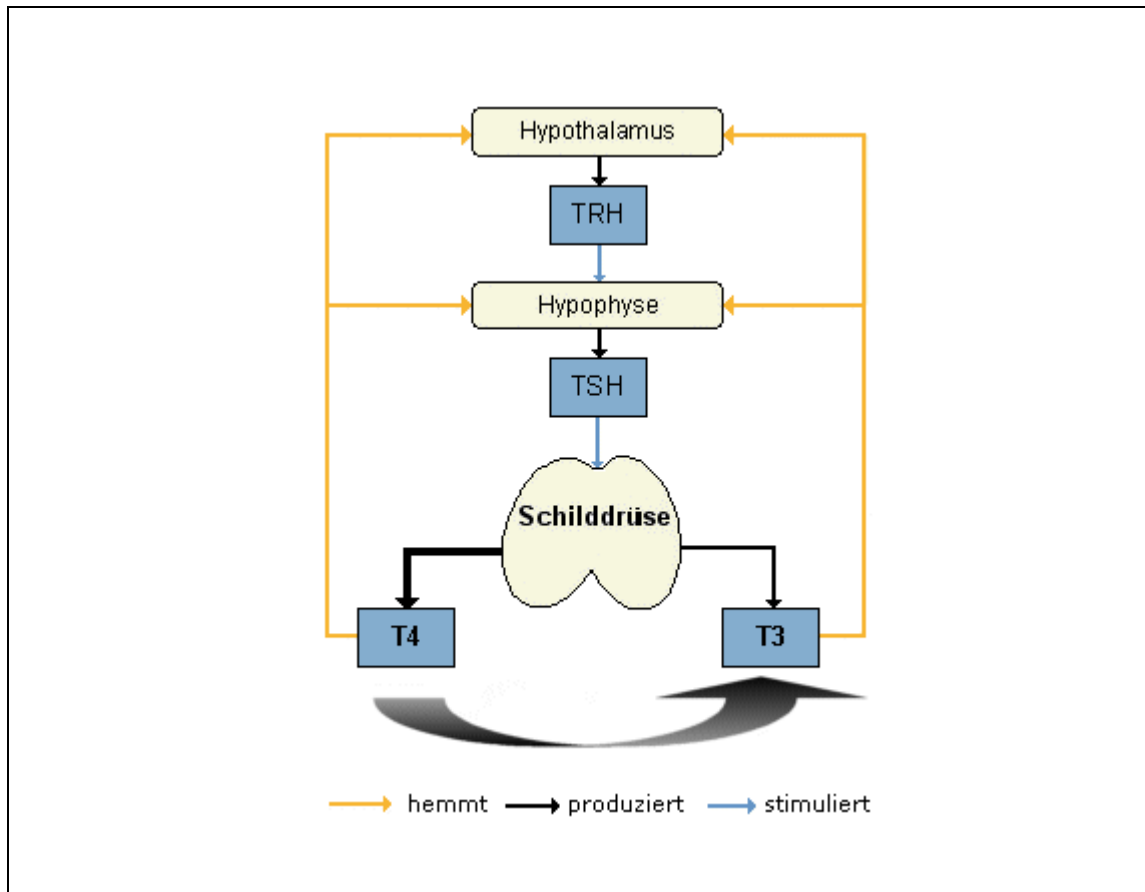 Hypothalamus
TRH
Hypophyse
TSH
Schilddrüse
T4 T3
hemmt produziert stimuliert